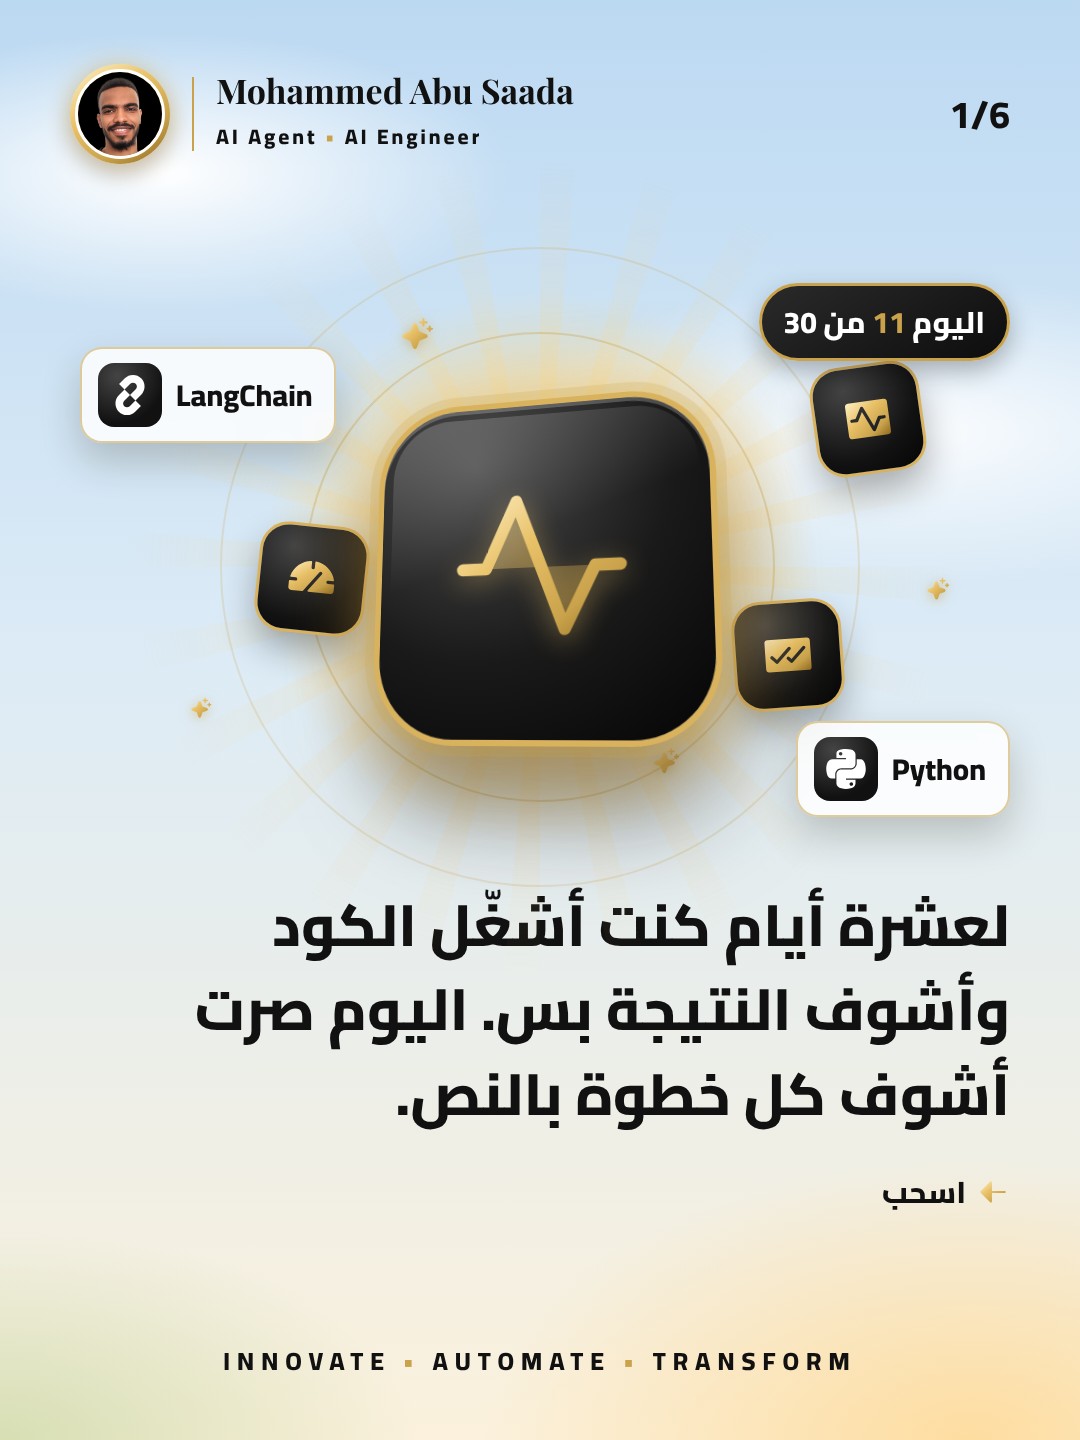 Mohammed Abu Saada
AI Agent ▪ AI Engineer
1/6
اليوم 11 من 30
LangChain
Python
لعشرة أيام كنت أشغّل الكود
وأشوف النتيجة بس. اليوم صرت
أشوف كل خطوة بالنص.
اسحب
INNOVATE ▪ AUTOMATE ▪ TRANSFORM